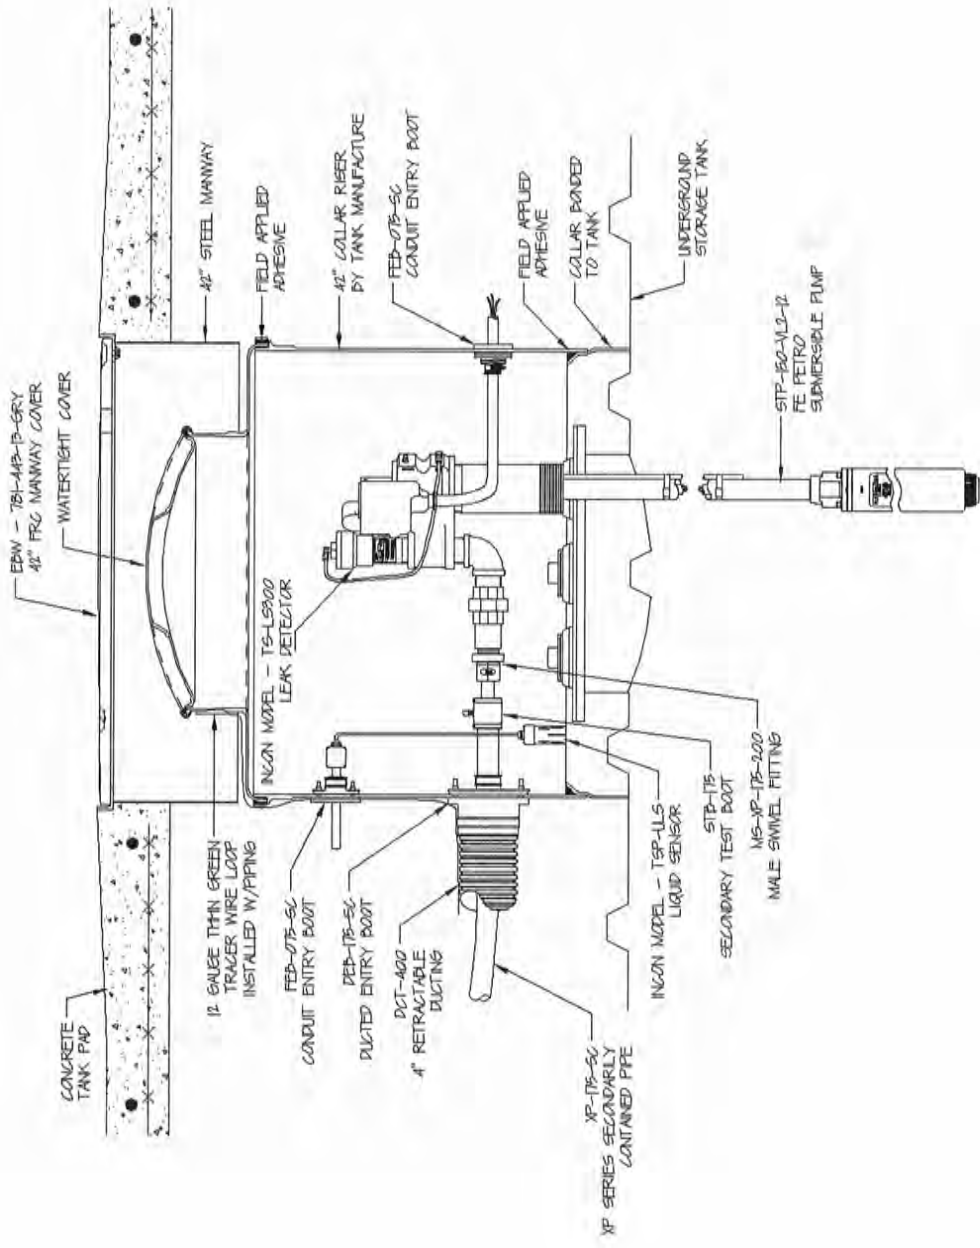 CONCRETE
TANK PAD
12 GAUGE THHN GREEN
TRACER WIRE LOOP
INSTALLED W/PIPING
FEB-075-SC
CONDUIT ENTRY BOOT
DEB-175-SC
DUCTED ENTRY BOOT
DCT-400
4" RETRACTABLE
DUCTING
XP-175-SC
XP SERIES SECONDARILY
CONTAINED PIPE
EBW - 781-443-13-GRY
42" FRC MANWAY COVER
WATERTIGHT COVER
INCON MODEL - TS-LS300
LEAK DETECTOR
INCON MODEL - TSP-ULS
LIQUID SENSOR
STB-175
SECONDARY TEST BOOT
MS-XP-175-200
MALE SWIVEL FITTING
42" STEEL MANWAY
FIELD APPLIED
ADHESIVE
42" COLLAR RISER
BY TANK MANUFACTURE
FEB-075-SC
CONDUIT ENTRY BOOT
FIELD APPLIED
ADHESIVE
COLLAR BONDED
TO TANK
UNDERGROUND
STORAGE TANK
STP-150-VL2-12
FE PETRO
SUBMERSIBLE PUMP